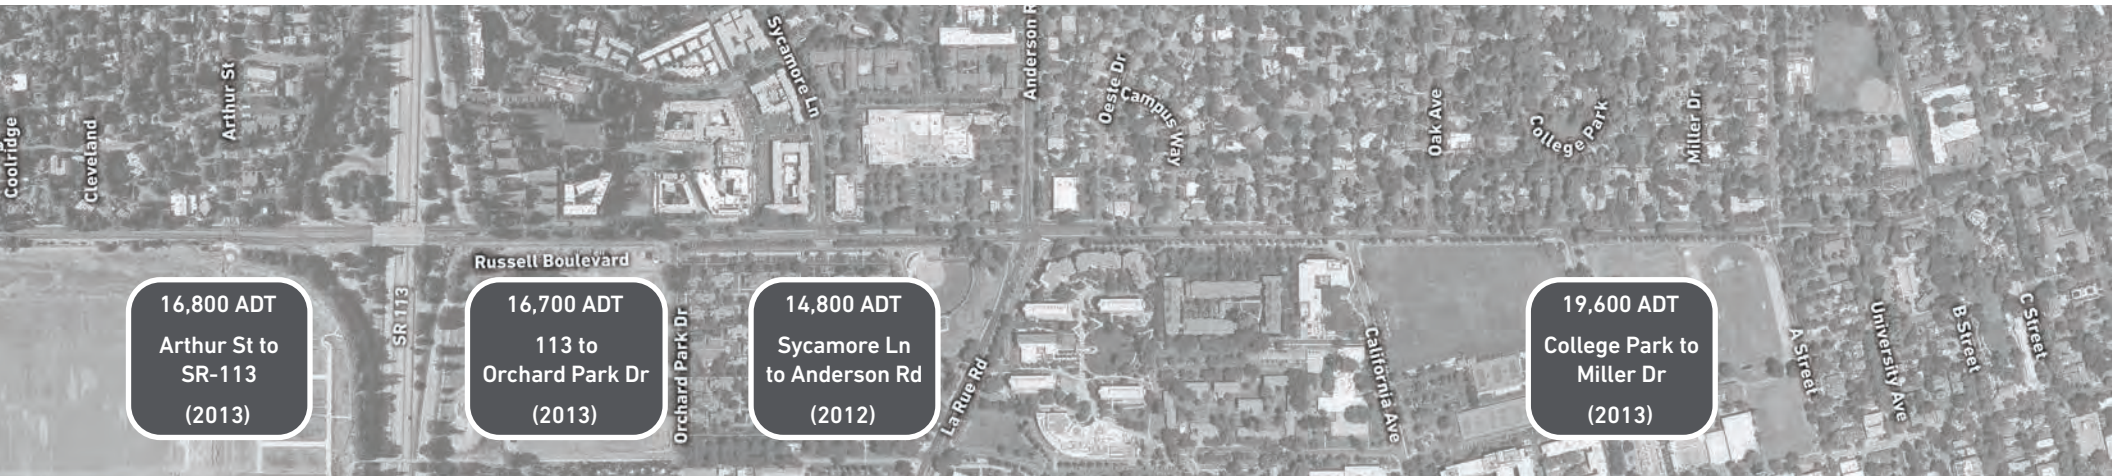 Coolridge
Cleveland
Arthur St
SR 113
Sycamore Ln
Anderson R
Oeste Dr
Campus Way
Oak Ave
College Park
Miller Dr
Russell Boulevard
Orchard Park Dr
La Rue Rd
California Ave
A Street
University Ave
B Street
C Street
16,800 ADT
Arthur St to
SR-113
(2013)
16,700 ADT
113 to
Orchard Park Dr
(2013)
14,800 ADT
Sycamore Ln
to Anderson Rd
(2012)
19,600 ADT
College Park to
Miller Dr
(2013)